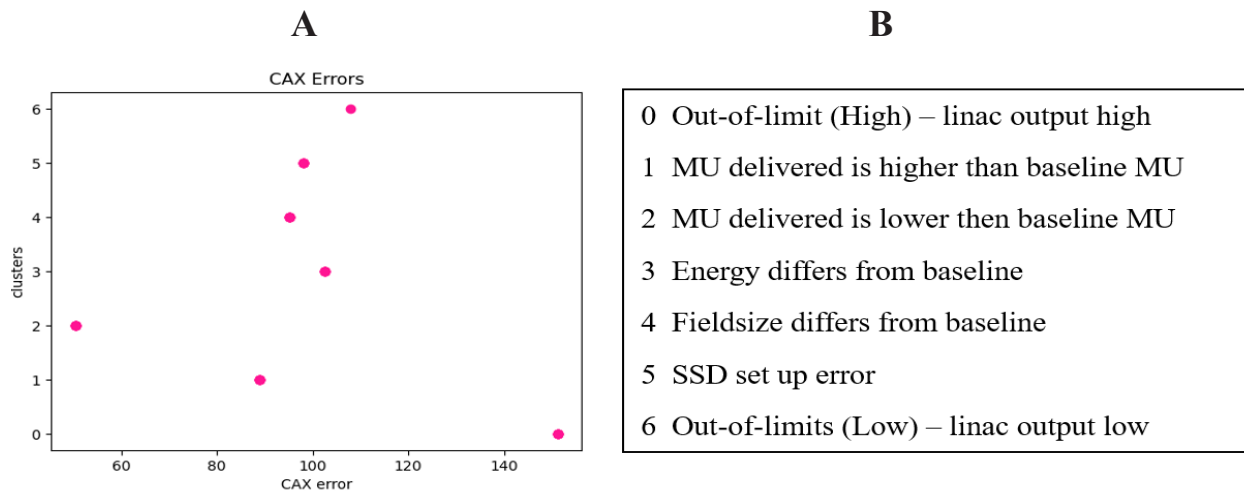 A
B
CAX Errors
6
5
4
3
2
1
0
clusters
60 80 100 120 140
CAX error
0 Out-of-limit (High) – linac output high
1 MU delivered is higher than baseline MU
2 MU delivered is lower then baseline MU
3 Energy differs from baseline
4 Fieldsize differs from baseline
5 SSD set up error
6 Out-of-limits (Low) – linac output low